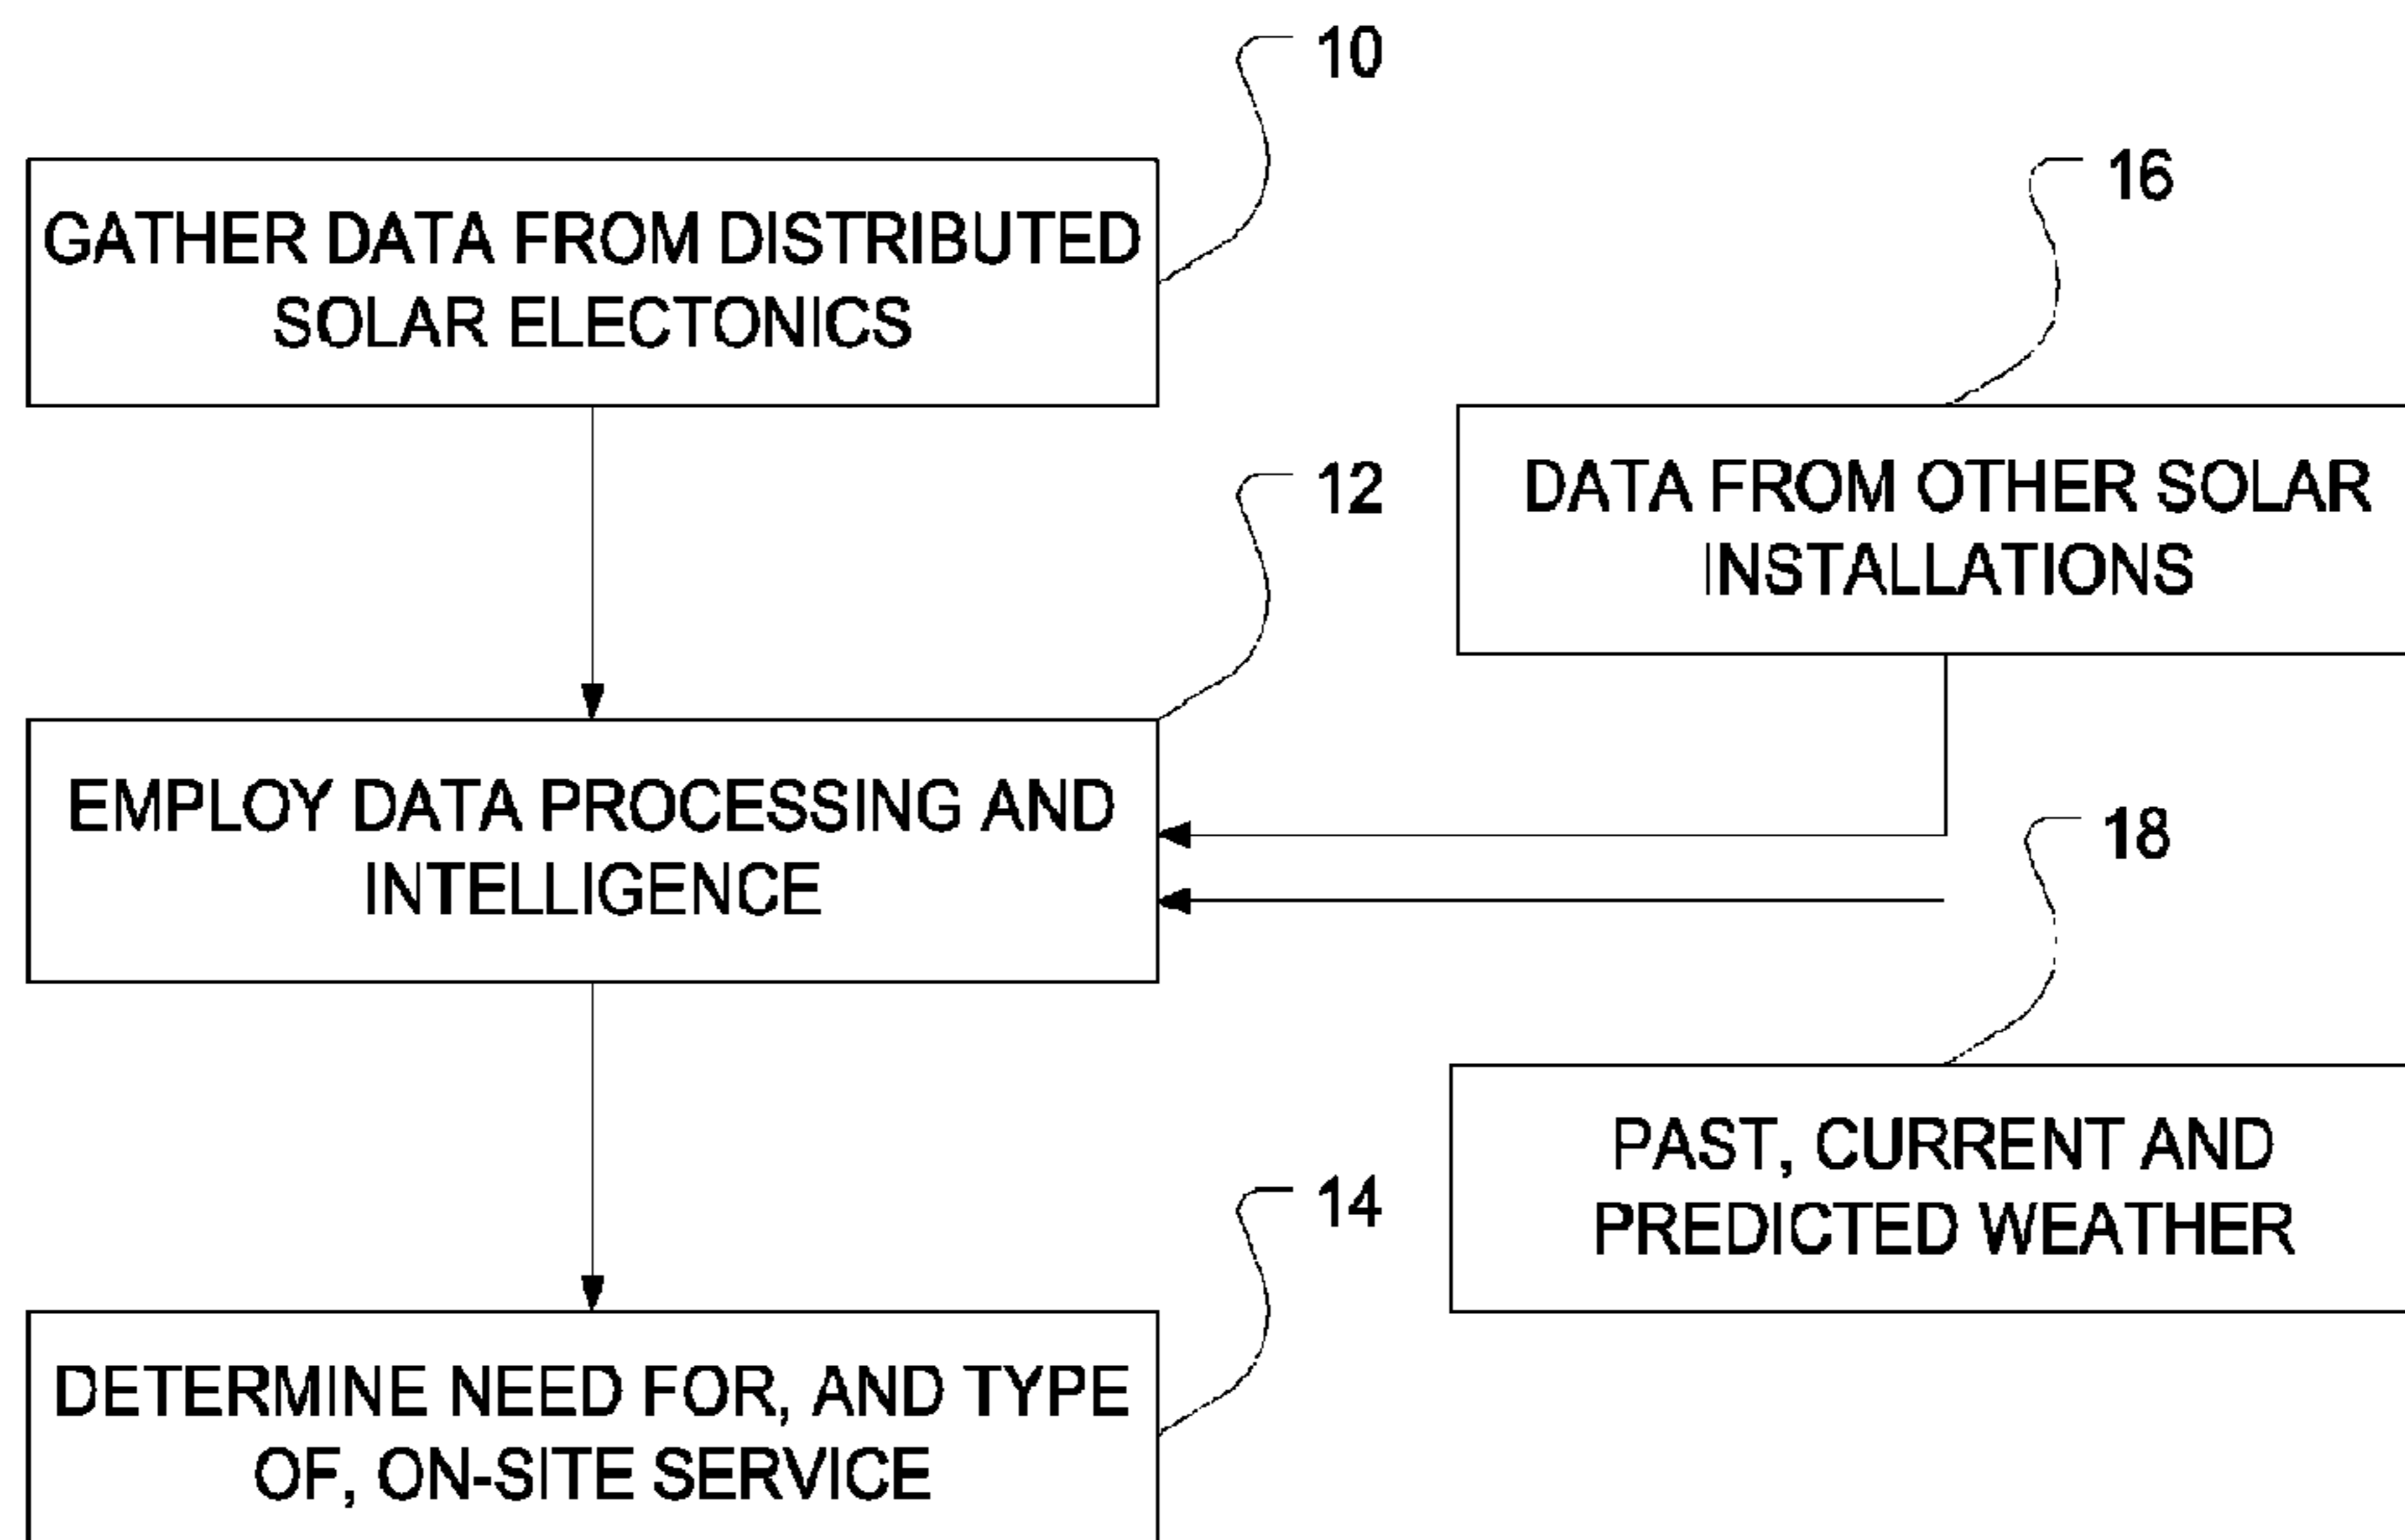 10
GATHER DATA FROM DISTRIBUTED
SOLAR ELECTONICS
16
DATA FROM OTHER SOLAR
INSTALLATIONS
12
EMPLOY DATA PROCESSING AND
INTELLIGENCE
18
PAST, CURRENT AND
PREDICTED WEATHER
14
DETERMINE NEED FOR, AND TYPE
OF, ON-SITE SERVICE